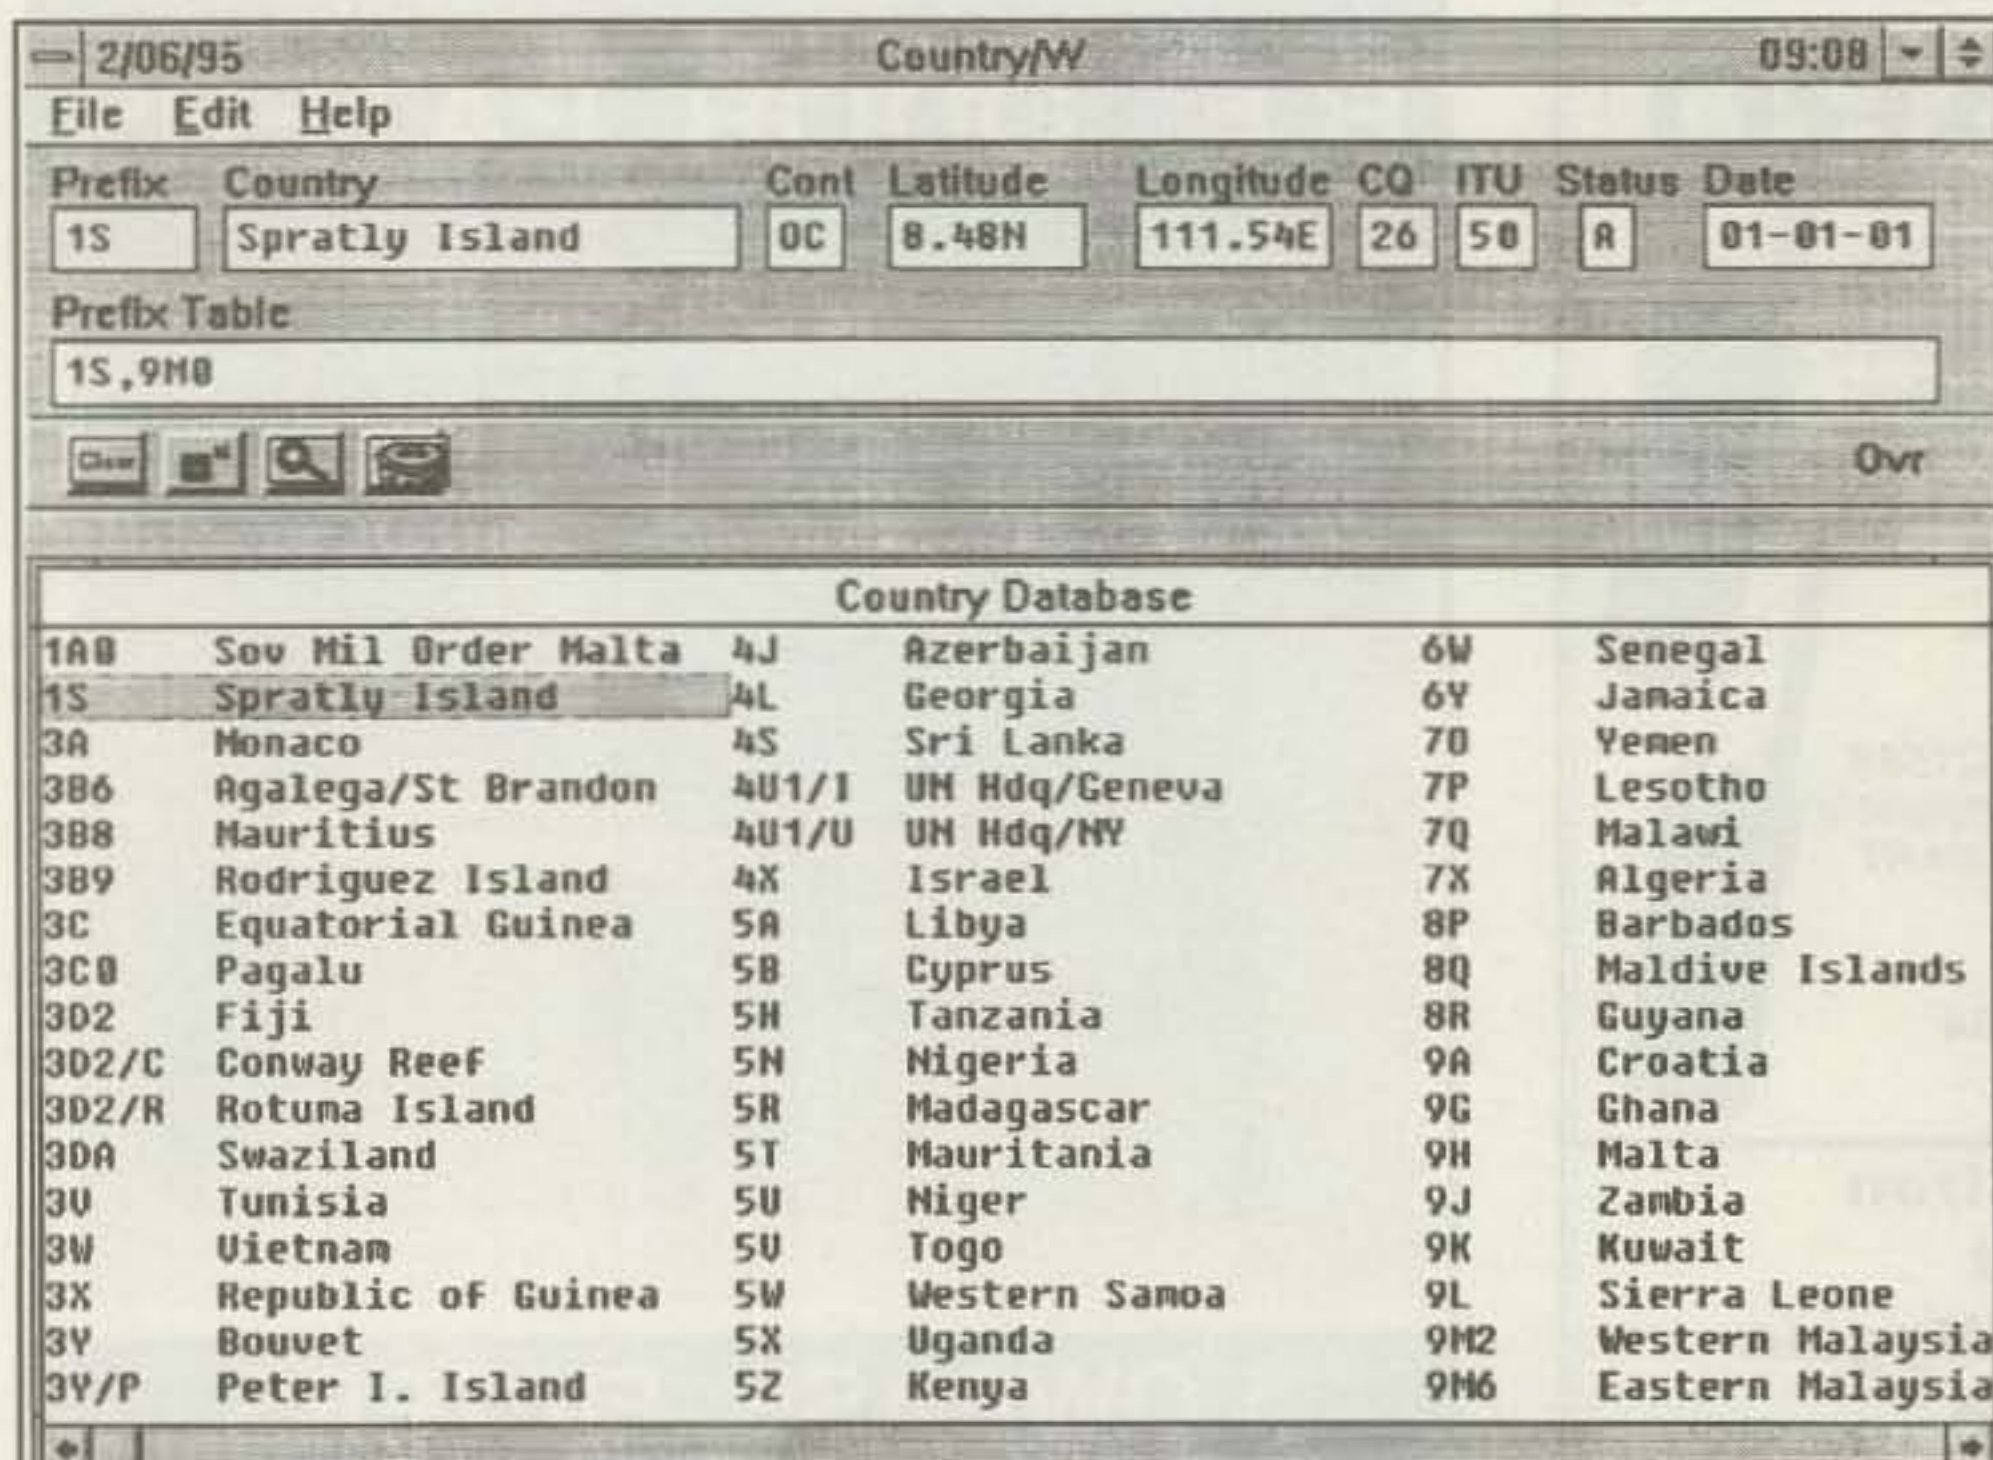 2/06/95 Country/W 09:08
File Edit Help
Prefix Country Cont Latitude Longitude CQ ITU Status Date
1S Spratly Island OC 8.48N 111.54E 26 50 A 01-01-01
Prefix Table
1S,9M0
Clear Ovr
Country Database
1A0 Sov Mil Order Malta 4J Azerbaijan 6W Senegal
1S Spratly Island 4L Georgia 6Y Jamaica
3A Monaco 4S Sri Lanka 7O Yemen
3B6 Agalega/St Brandon 4U1/I UN Hdq/Geneva 7P Lesotho
3B8 Mauritius 4U1/U UN Hdq/NY 7Q Malawi
3B9 Rodriguez Island 4X Israel 7X Algeria
3C Equatorial Guinea 5A Libya 8P Barbados
3C0 Pagalu 5B Cyprus 8Q Maldive Islands
3D2 Fiji 5H Tanzania 8R Guyana
3D2/C Conway Reef 5N Nigeria 9A Croatia
3D2/R Rotuma Island 5R Madagascar 9G Ghana
3DA Swaziland 5T Mauritania 9H Malta
3V Tunisia 5U Niger 9J Zambia
3W Vietnam 5V Togo 9K Kuwait
3X Republic of Guinea 5W Western Samoa 9L Sierra Leone
3Y Bouvet 5X Uganda 9M2 Western Malaysia
3Y/P Peter I. Island 5Z Kenya 9M6 Eastern Malaysia